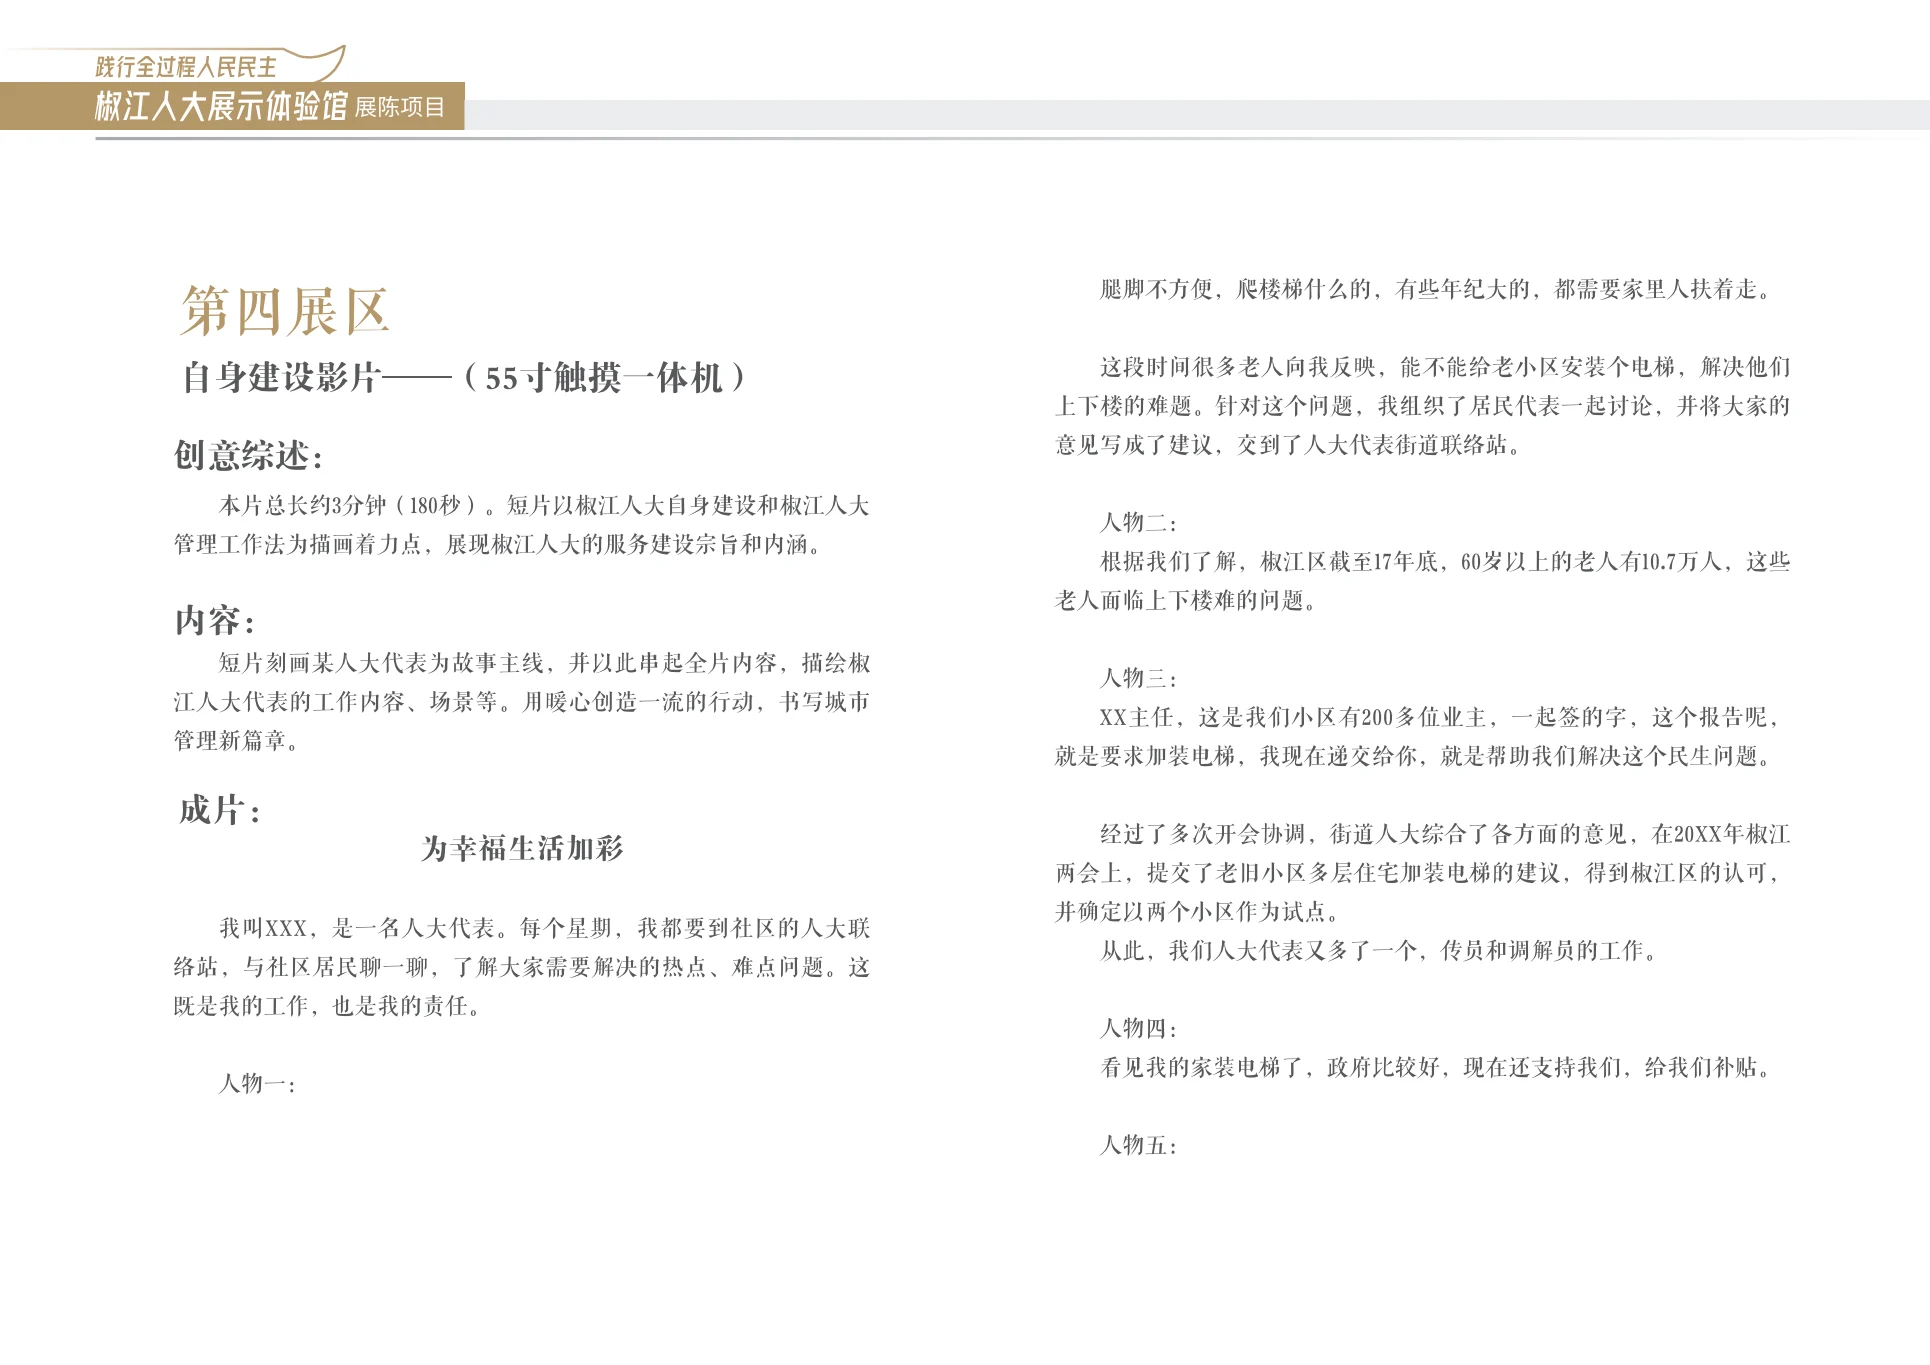 践行全过程人民民主
椒江人大展示体验馆 展陈项目
第四展区
自身建设影片——（55寸触摸一体机）
创意综述：
本片总长约3分钟（180秒）。短片以椒江人大自身建设和椒江人大
管理工作法为描画着力点，展现椒江人大的服务建设宗旨和内涵。
内容：
短片刻画某人大代表为故事主线，并以此串起全片内容，描绘椒
江人大代表的工作内容、场景等。用暖心创造一流的行动，书写城市
管理新篇章。
成片：
为幸福生活加彩
我叫XXX，是一名人大代表。每个星期，我都要到社区的人大联
络站，与社区居民聊一聊，了解大家需要解决的热点、难点问题。这
既是我的工作，也是我的责任。
人物一：
腿脚不方便，爬楼梯什么的，有些年纪大的，都需要家里人扶着走。
这段时间很多老人向我反映，能不能给老小区安装个电梯，解决他们
上下楼的难题。针对这个问题，我组织了居民代表一起讨论，并将大家的
意见写成了建议，交到了人大代表街道联络站。
人物二：
根据我们了解，椒江区截至17年底，60岁以上的老人有10.7万人，这些
老人面临上下楼难的问题。
人物三：
XX主任，这是我们小区有200多位业主，一起签的字，这个报告呢，
就是要求加装电梯，我现在递交给你，就是帮助我们解决这个民生问题。
经过了多次开会协调，街道人大综合了各方面的意见，在20XX年椒江
两会上，提交了老旧小区多层住宅加装电梯的建议，得到椒江区的认可，
并确定以两个小区作为试点。
从此，我们人大代表又多了一个，传员和调解员的工作。
人物四：
看见我的家装电梯了，政府比较好，现在还支持我们，给我们补贴。
人物五：